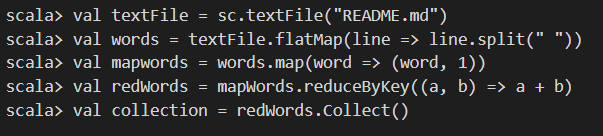 scala> val textFile = sc.textFile("README.md")
scala> val words = textFile.flatMap(line => line.split(" "))
scala> val mapwords = words.map(word => (word, 1))
scala> val redWords = mapWords.reduceByKey((a, b) => a + b)
scala> val collection = redWords.Collect()